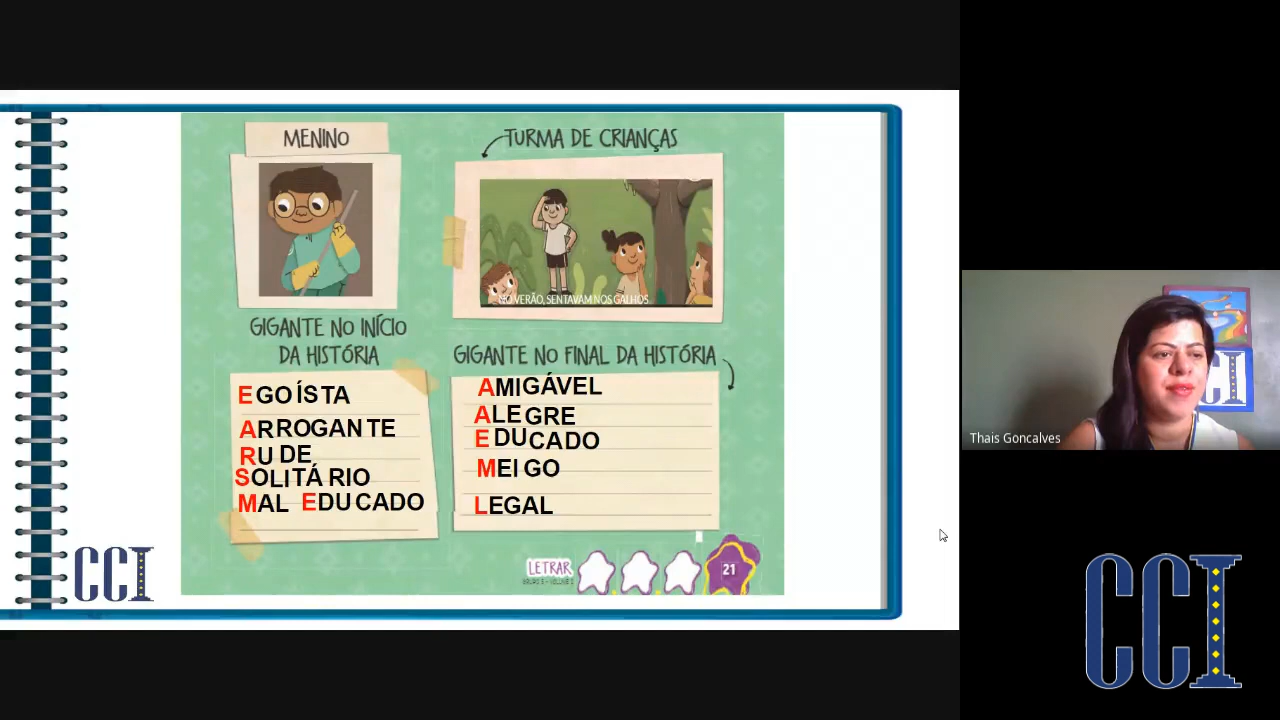 MENINO
TURMA DE CRIANÇAS
NO VERÃO, SENTAVAM NOS GALHOS
GIGANTE NO INÍCIO
DA HISTÓRIA
EGOÍSTA
ARROGANTE
RUDE
SOLITÁRIO
MAL EDUCADO
GIGANTE NO FINAL DA HISTÓRIA
AMIGÁVEL
ALEGRE
EDUCADO
MEIGO
LEGAL
LETRAR
21
CCI
Thais Goncalves
CCI